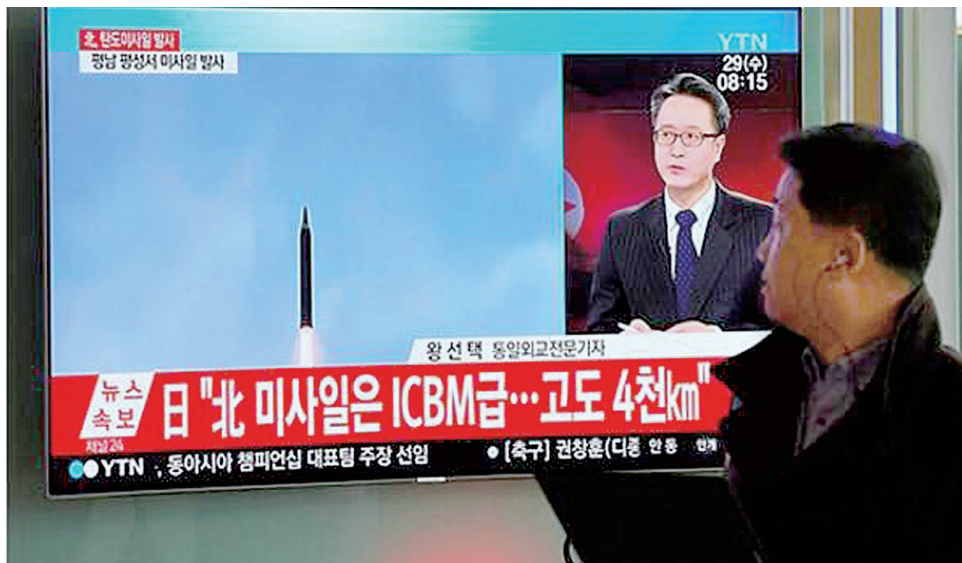 北, 탄도미사일 발사
평남 평성서 미사일 발사
YTN
29(수)
08:15
왕선택 통일외교전문기자
뉴스
속보
日 "北 미사일은 ICBM급…고도 4천km"
채널24
YTN , 동아시아 챔피언십 대표팀 주장 선임 ● [축구] 권창훈(디종 안동 안개